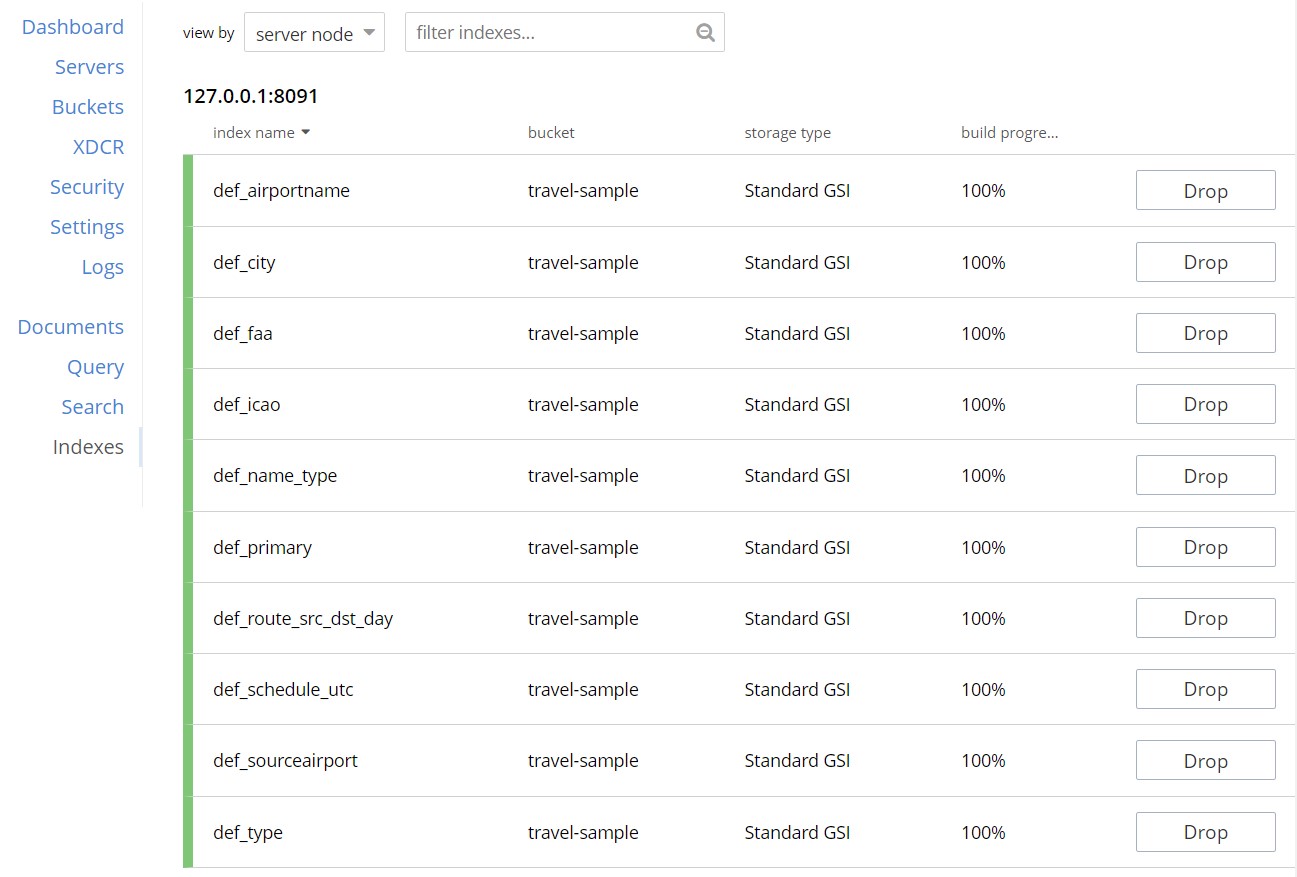 Dashboard
Servers
Buckets
XDCR
Security
Settings
Logs
Documents
Query
Search
Indexes
view by server node filter indexes...
127.0.0.1:8091
index name bucket storage type build progre...
def_airportname travel-sample Standard GSI 100% Drop
def_city travel-sample Standard GSI 100% Drop
def_faa travel-sample Standard GSI 100% Drop
def_icao travel-sample Standard GSI 100% Drop
def_name_type travel-sample Standard GSI 100% Drop
def_primary travel-sample Standard GSI 100% Drop
def_route_src_dst_day travel-sample Standard GSI 100% Drop
def_schedule_utc travel-sample Standard GSI 100% Drop
def_sourceairport travel-sample Standard GSI 100% Drop
def_type travel-sample Standard GSI 100% Drop